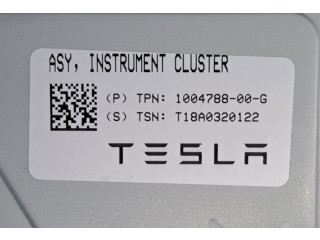 ASY, INSTRUMENT CLUSTER
(P) TPN: 1004788-00-G
(S) TSN: T18A0320122
TESLA